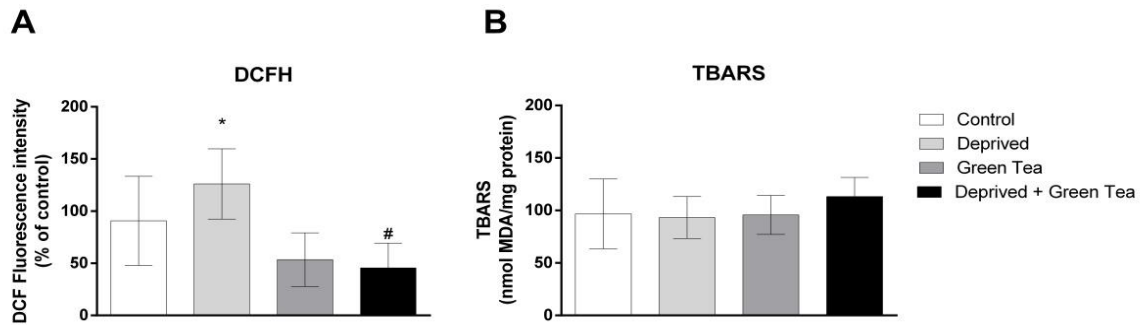 A
DCFH
DCF Fluorescence intensity
(% of control)
200
150
100
50
0
*
#
B
TBARS
TBARS
(nmol MDA/mg protein)
200
150
100
50
0
Control
Deprived
Green Tea
Deprived + Green Tea